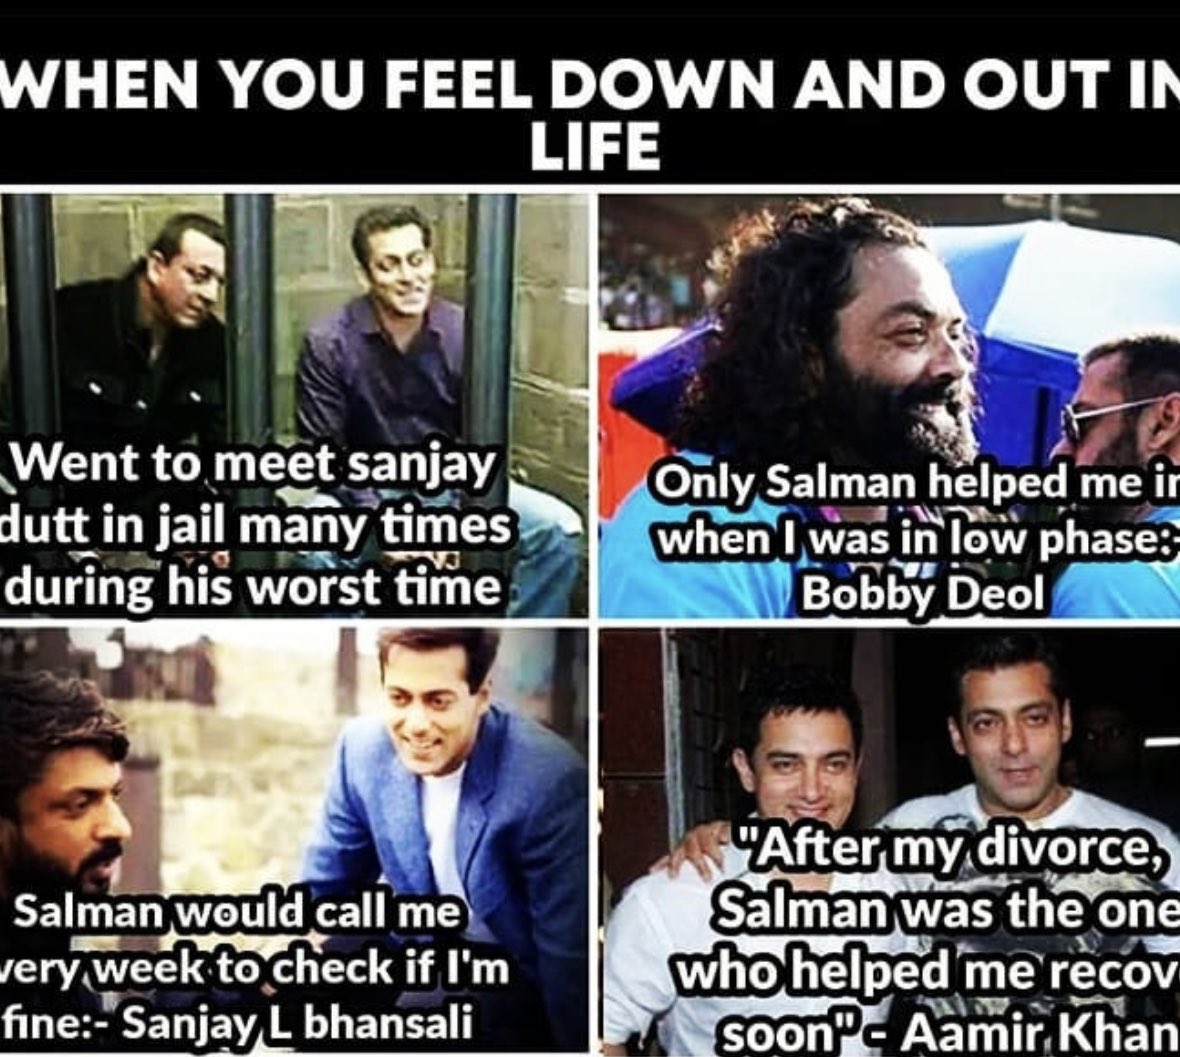 WHEN YOU FEEL DOWN AND OUT IN
LIFE
Went to meet sanjay
dutt in jail many times
during his worst time
Only Salman helped me in
when I was in low phase:-
Bobby Deol
Salman would call me
very week to check if I'm
fine:- Sanjay L bhansali
"After my divorce,
Salman was the one
who helped me recov
soon" - Aamir Khan